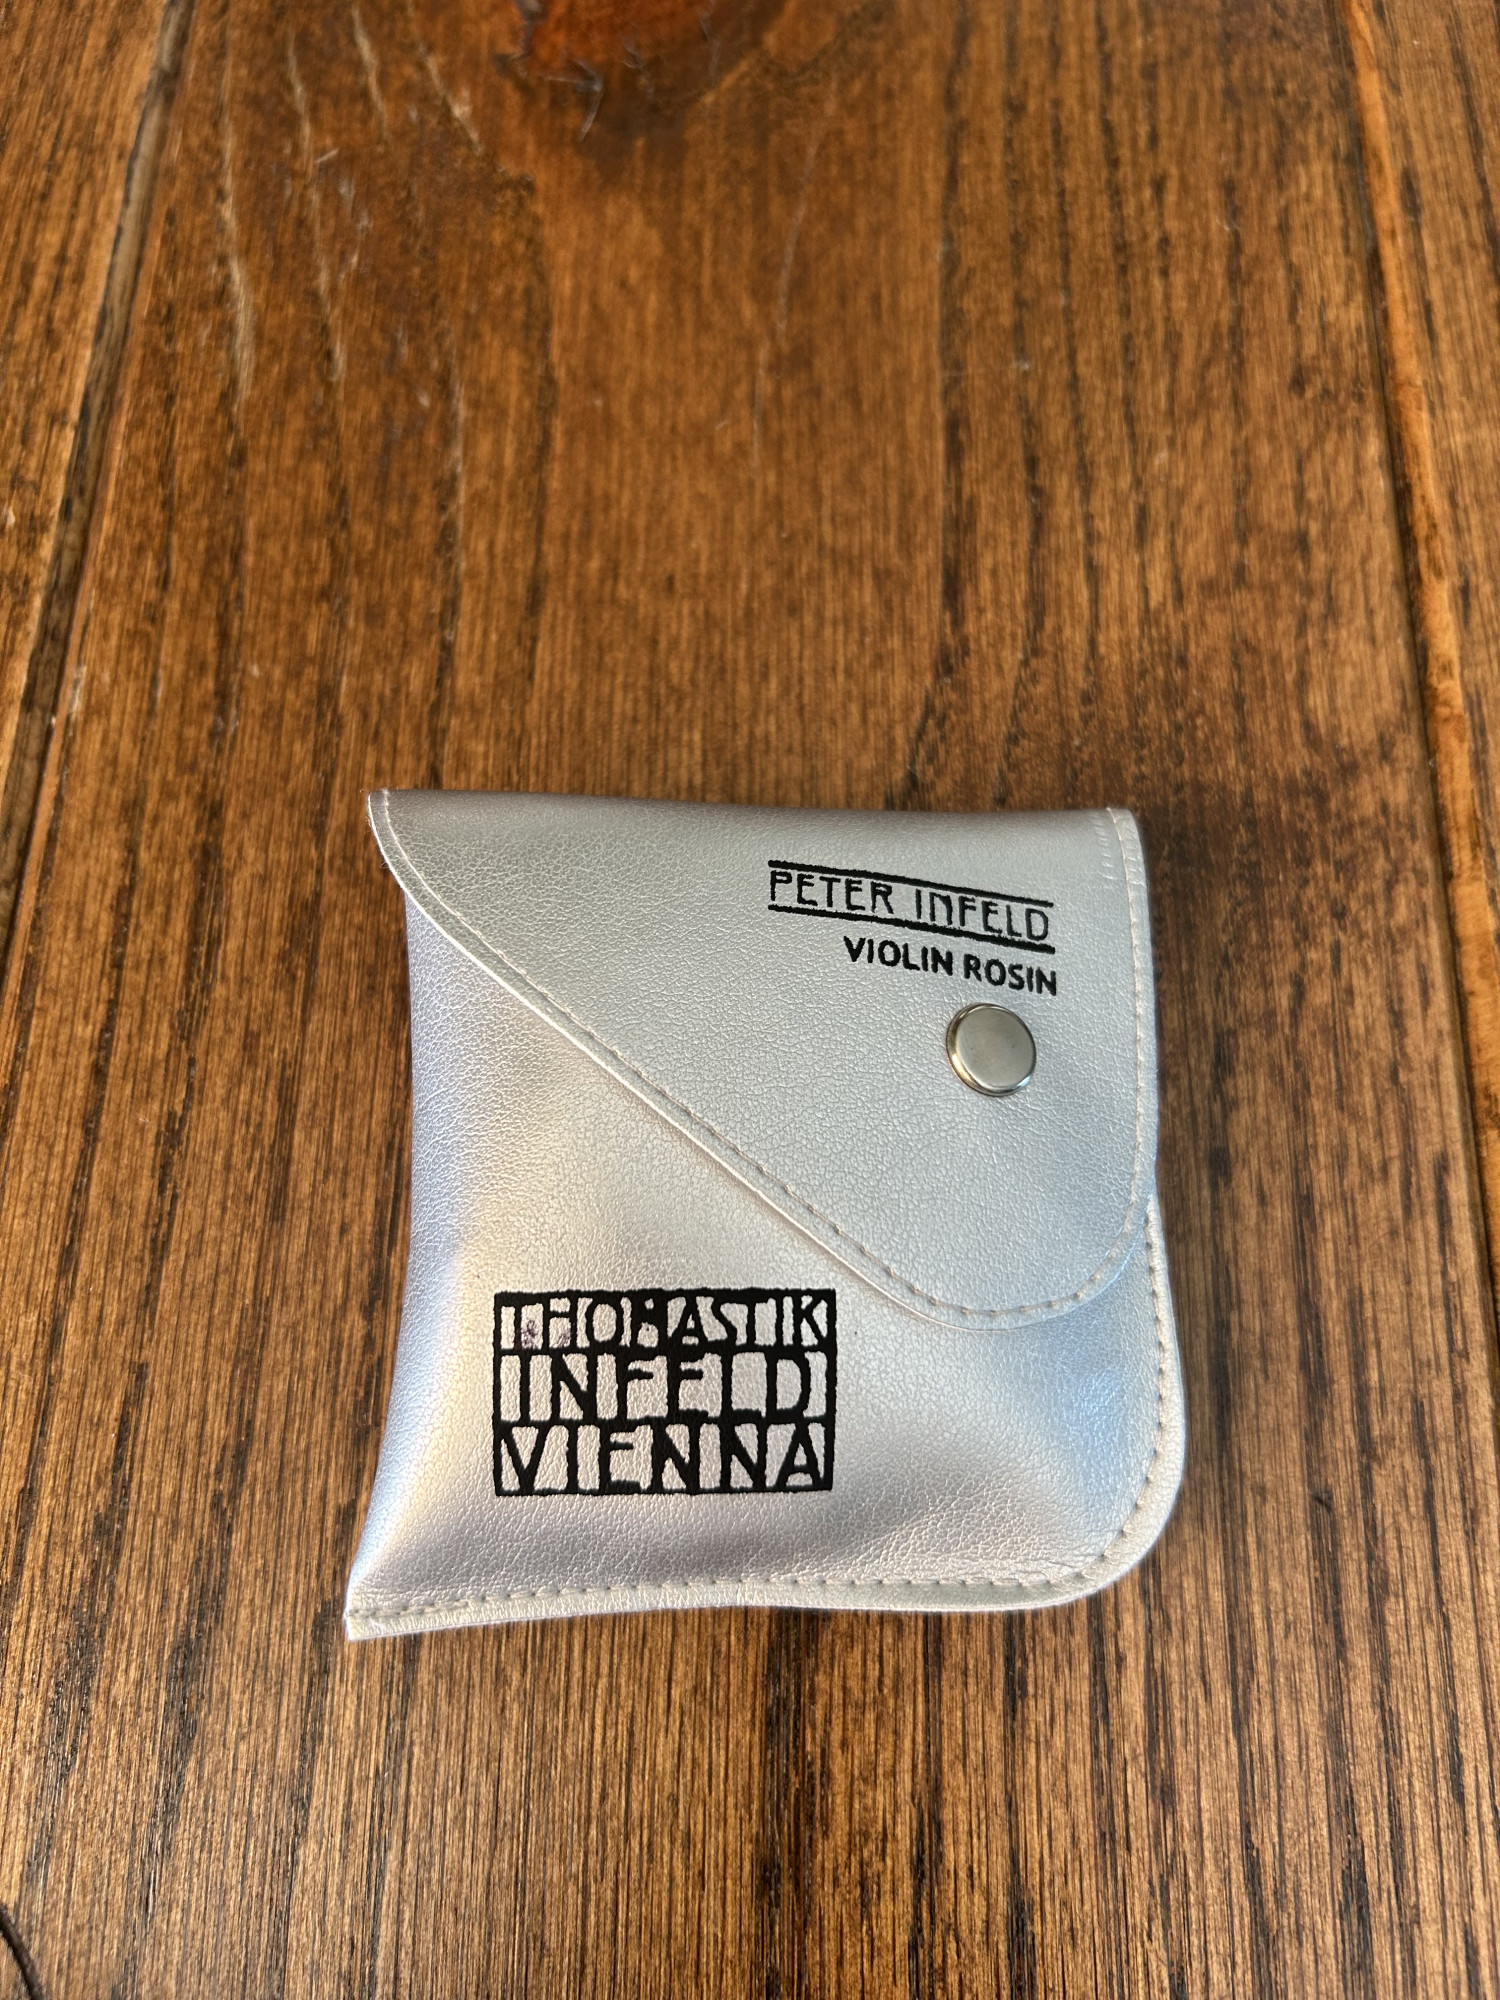 PETER INFELD
VIOLIN ROSIN
THOMASTIK
INFELD
VIENNA